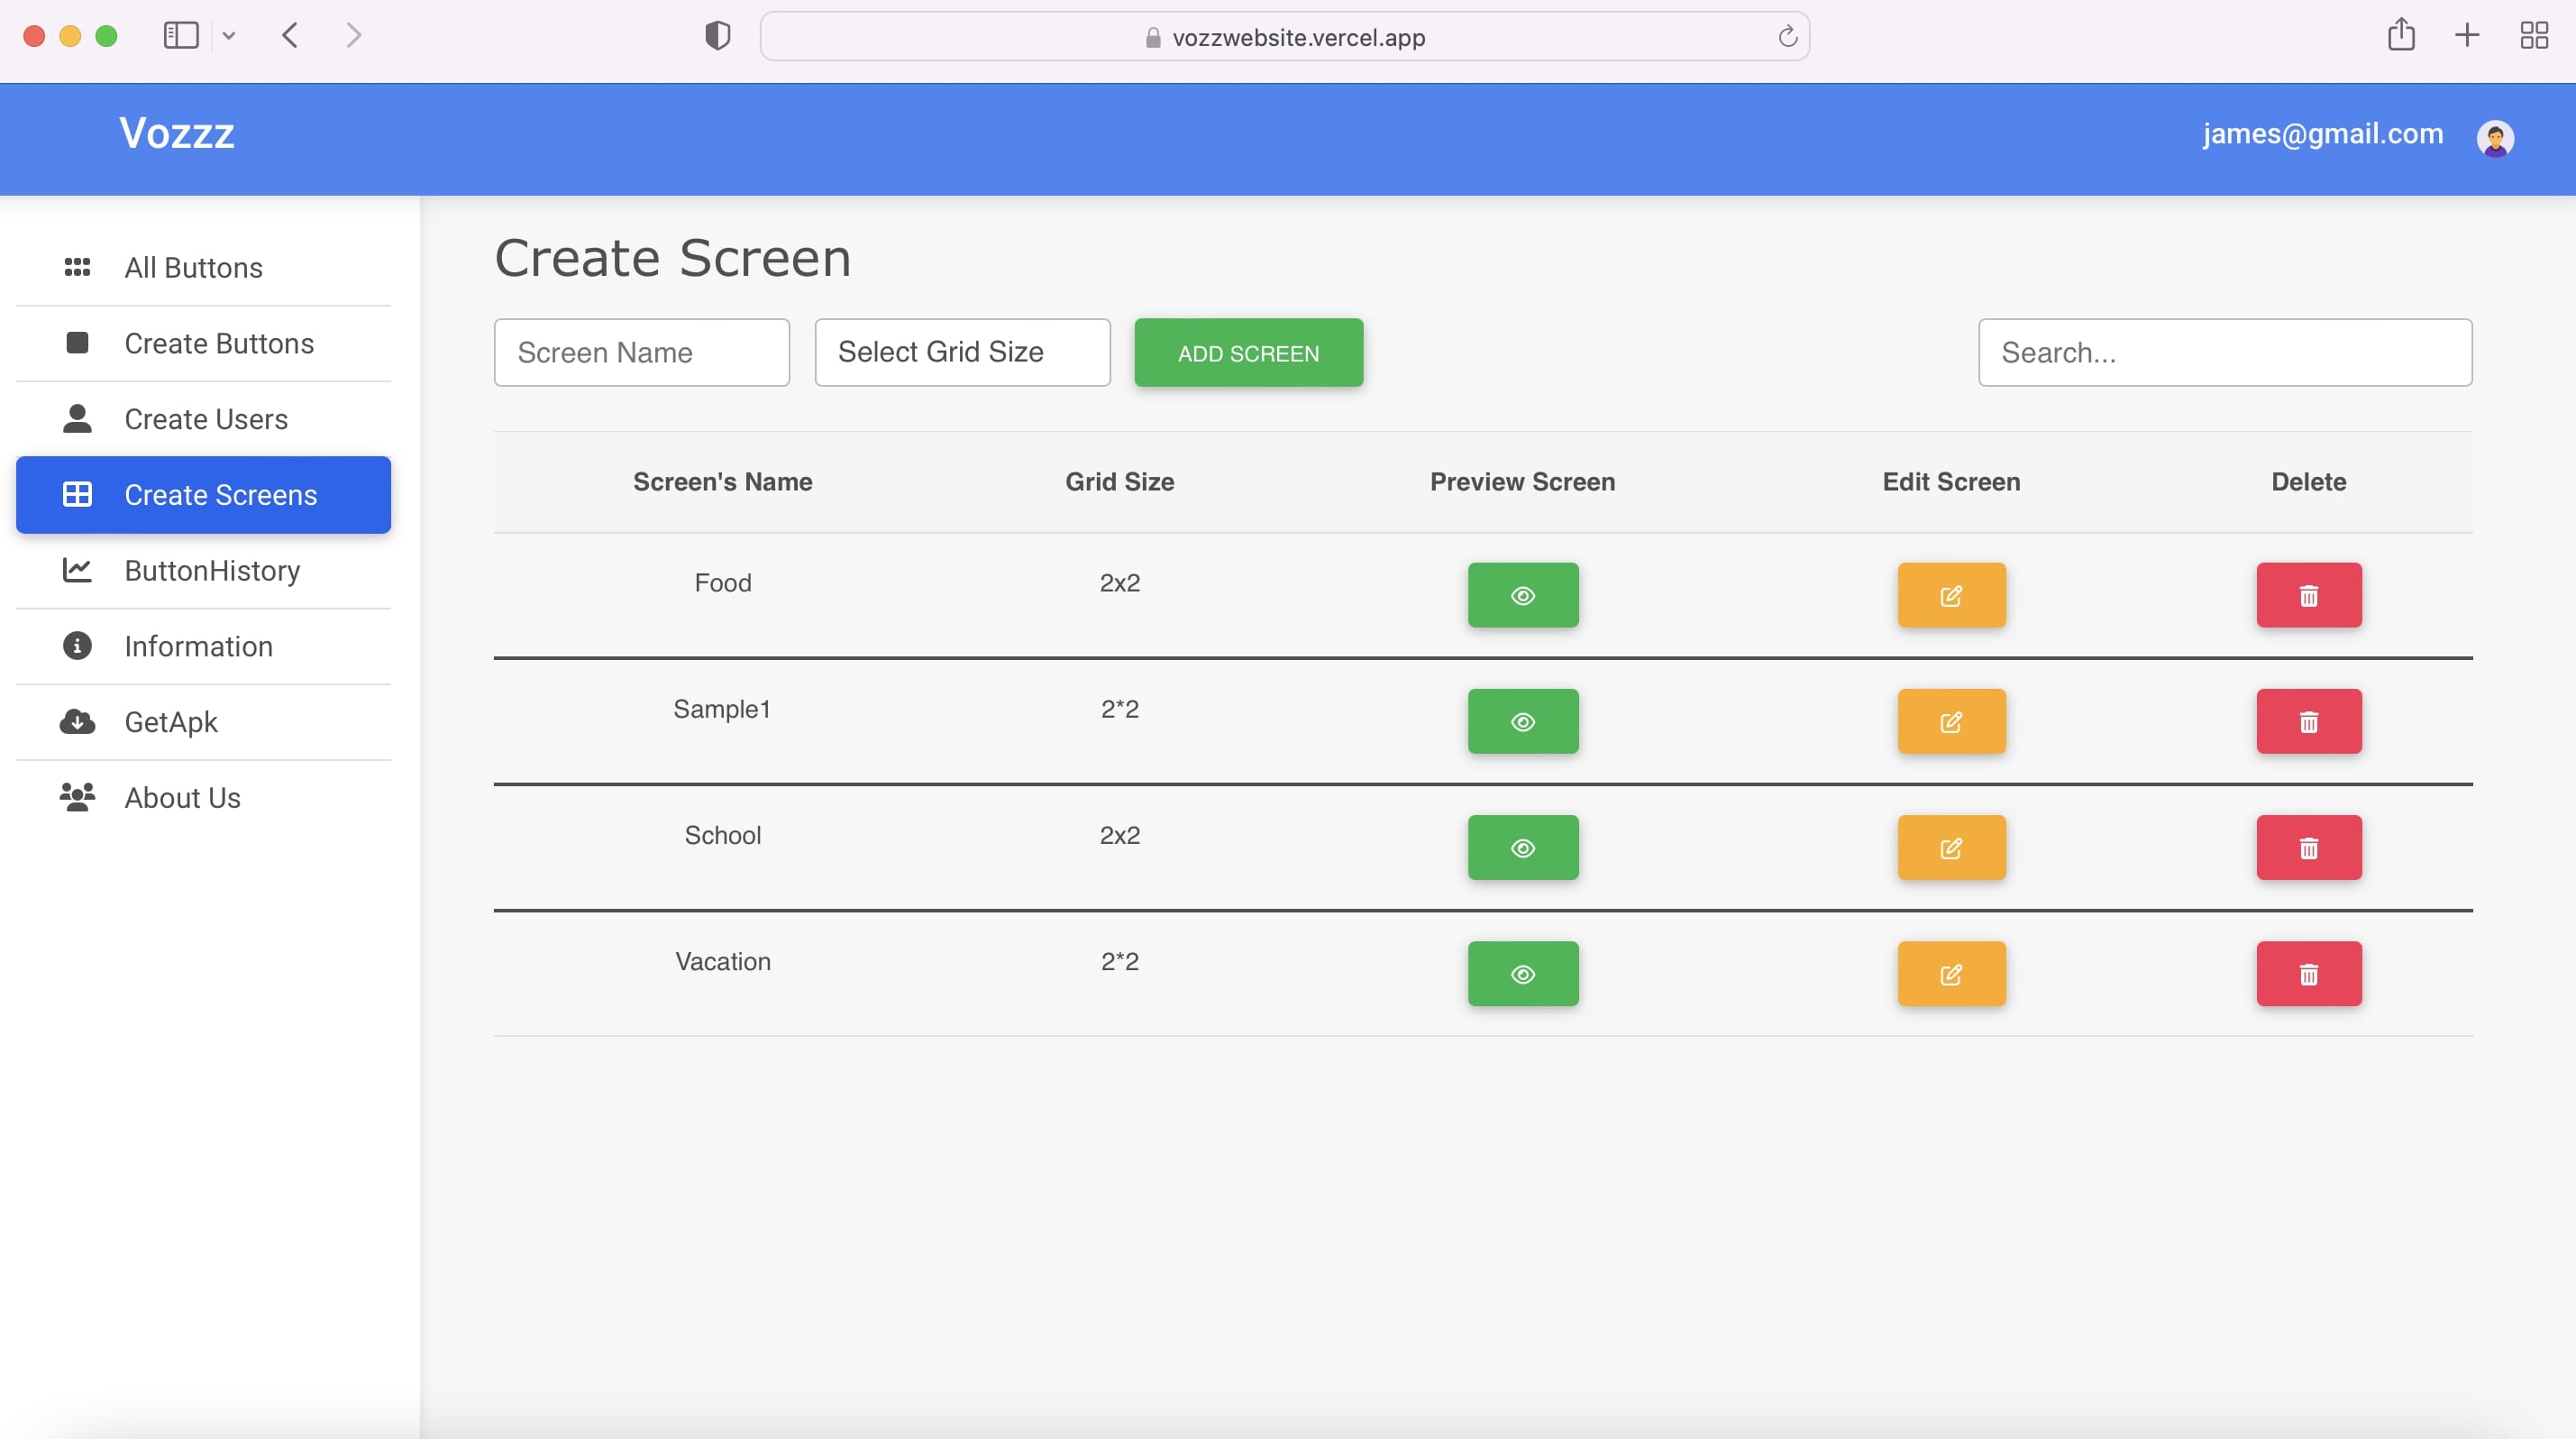 vozzwebsite.vercel.app
Vozzz
james@gmail.com
All Buttons
Create Buttons
Create Users
Create Screens
ButtonHistory
Information
GetApk
About Us
Create Screen
Screen Name
Select Grid Size
ADD SCREEN
Search...
Screen's Name Grid Size Preview Screen Edit Screen Delete
Food 2x2
Sample1 2*2
School 2x2
Vacation 2*2